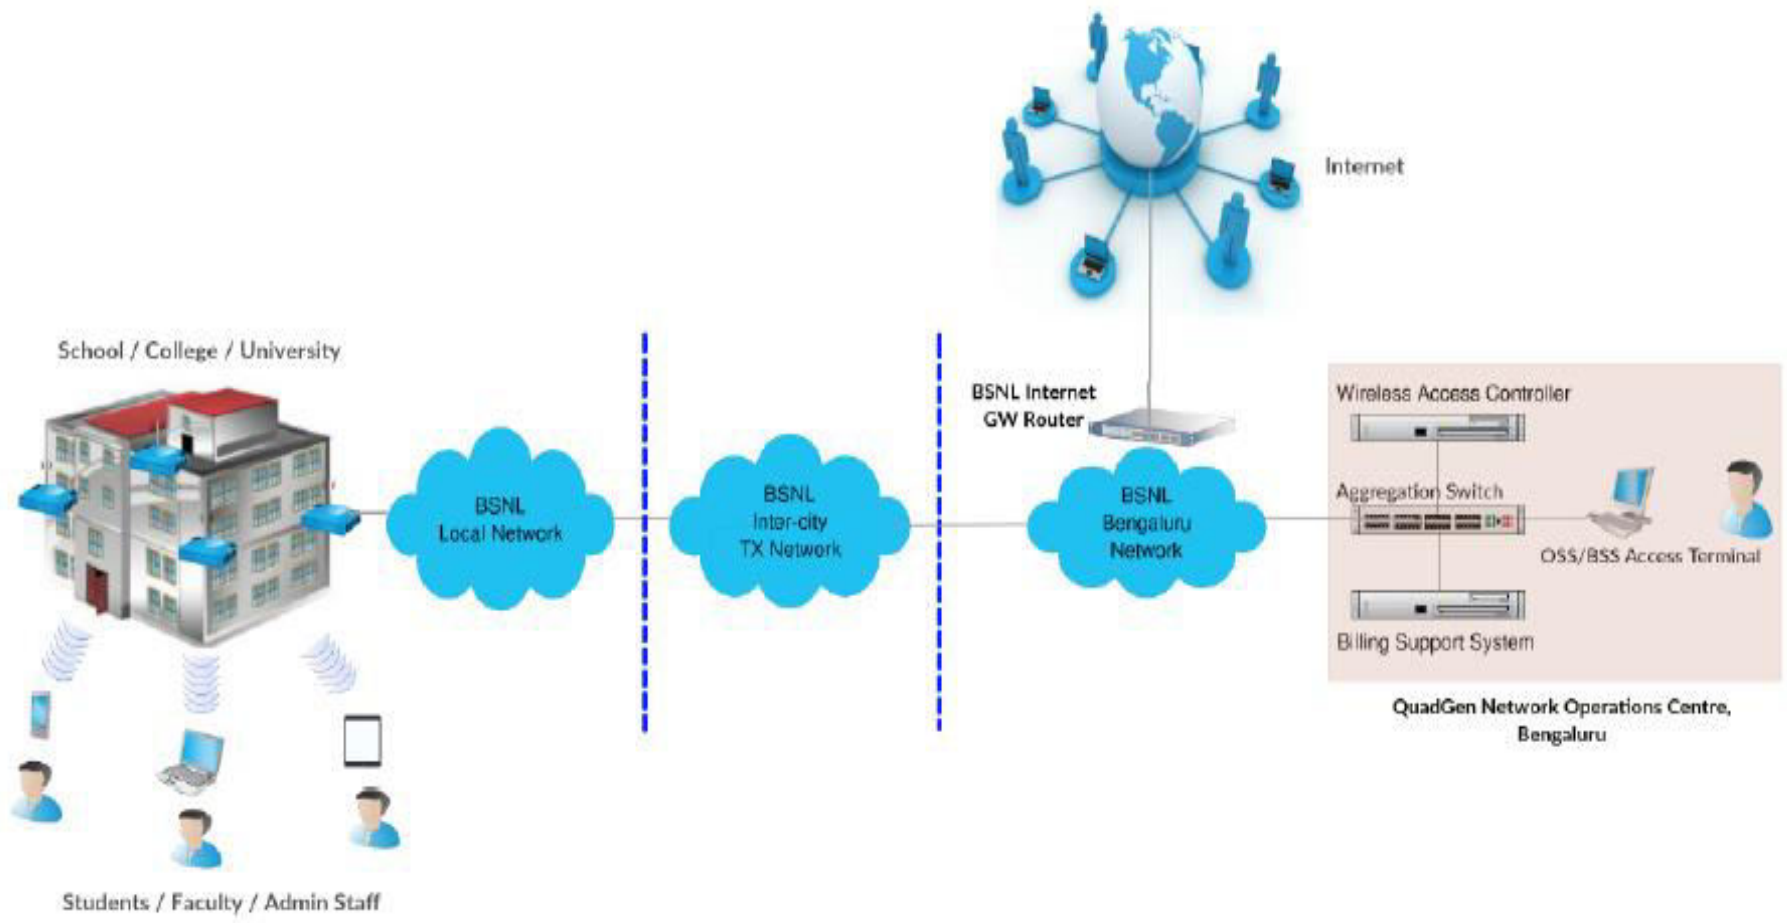 Internet
School / College / University
BSNL Internet
GW Router
Wireless Access Controller
Aggregation Switch
OSS/BSS Access Terminal
Billing Support System
BSNL
Local Network
BSNL
Inter-city
TX Network
BSNL
Bengaluru
Network
QuadGen Network Operations Centre,
Bengaluru
Students / Faculty / Admin Staff